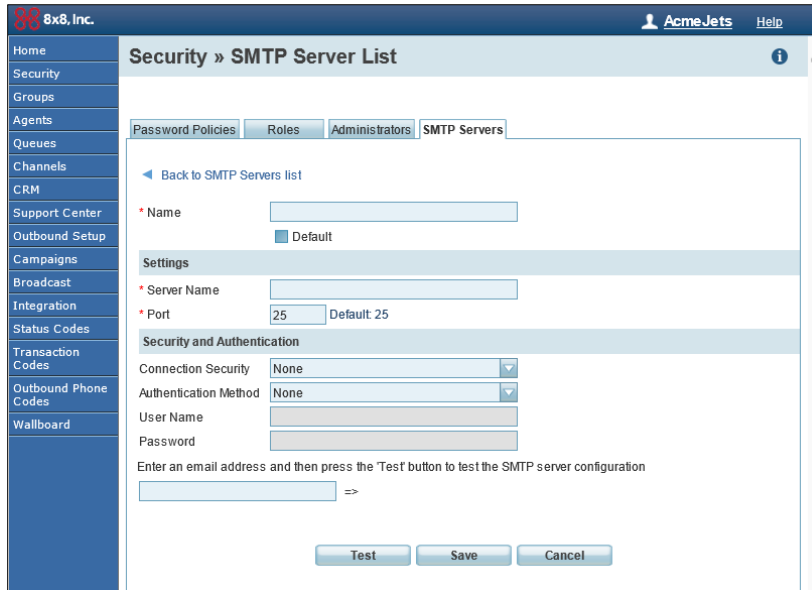 8x8, Inc.
AcmeJets Help
Home
Security
Groups
Agents
Queues
Channels
CRM
Support Center
Outbound Setup
Campaigns
Broadcast
Integration
Status Codes
Transaction
Codes
Outbound Phone
Codes
Wallboard
Security » SMTP Server List
i
Password Policies Roles Administrators SMTP Servers
Back to SMTP Servers list
* Name
Default
Settings
* Server Name
* Port 25 Default: 25
Security and Authentication
Connection Security None
Authentication Method None
User Name
Password
Enter an email address and then press the 'Test' button to test the SMTP server configuration
=>
Test Save Cancel